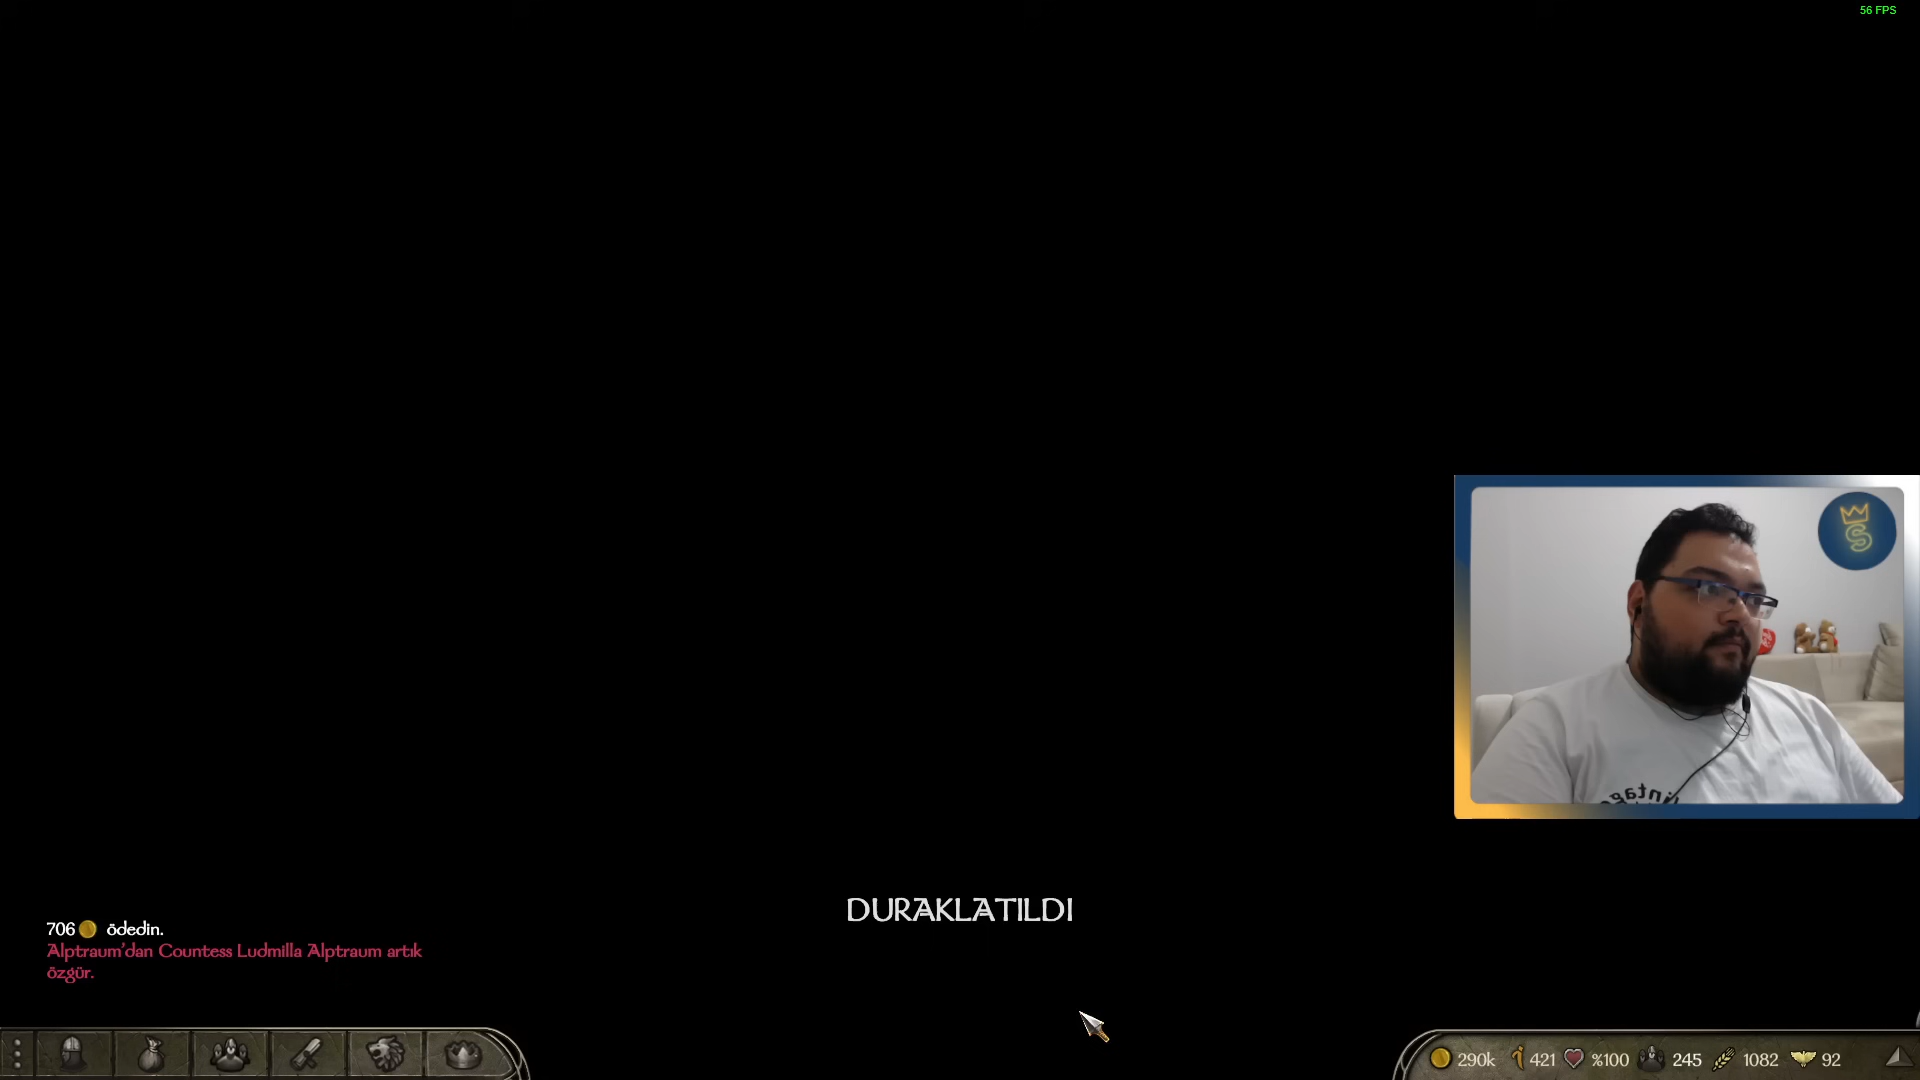 56 FPS
DURAKLATILDI
706 ödedin.
Alptraum'dan Countess Ludmilla Alptraum artık
özgür.
290k 421 %100 245 1082 92